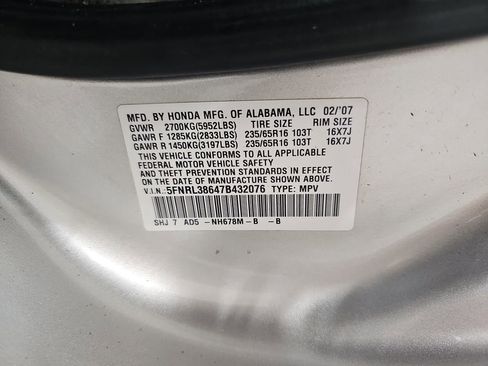 MFD. BY HONDA MFG. OF ALABAMA, LLC 02/'07
GVWR 2700KG(5952LBS) TIRE SIZE RIM SIZE
GAWR F 1285KG(2833LBS) 235/65R16 103T 16X7J
GAWR R 1450KG(3197LBS) 235/65R16 103T 16X7J
THIS VEHICLE CONFORMS TO ALL APPLICABLE
FEDERAL MOTOR VEHICLE SAFETY
AND THEFT PREVENTION STANDARDS IN EFFECT
ON THE DATE OF MANUFACTURE SHOWN ABOVE.
V.I.N.:5FNRL38647B432076 TYPE: MPV
SHJ 7 AD5 -NH678M-B -B